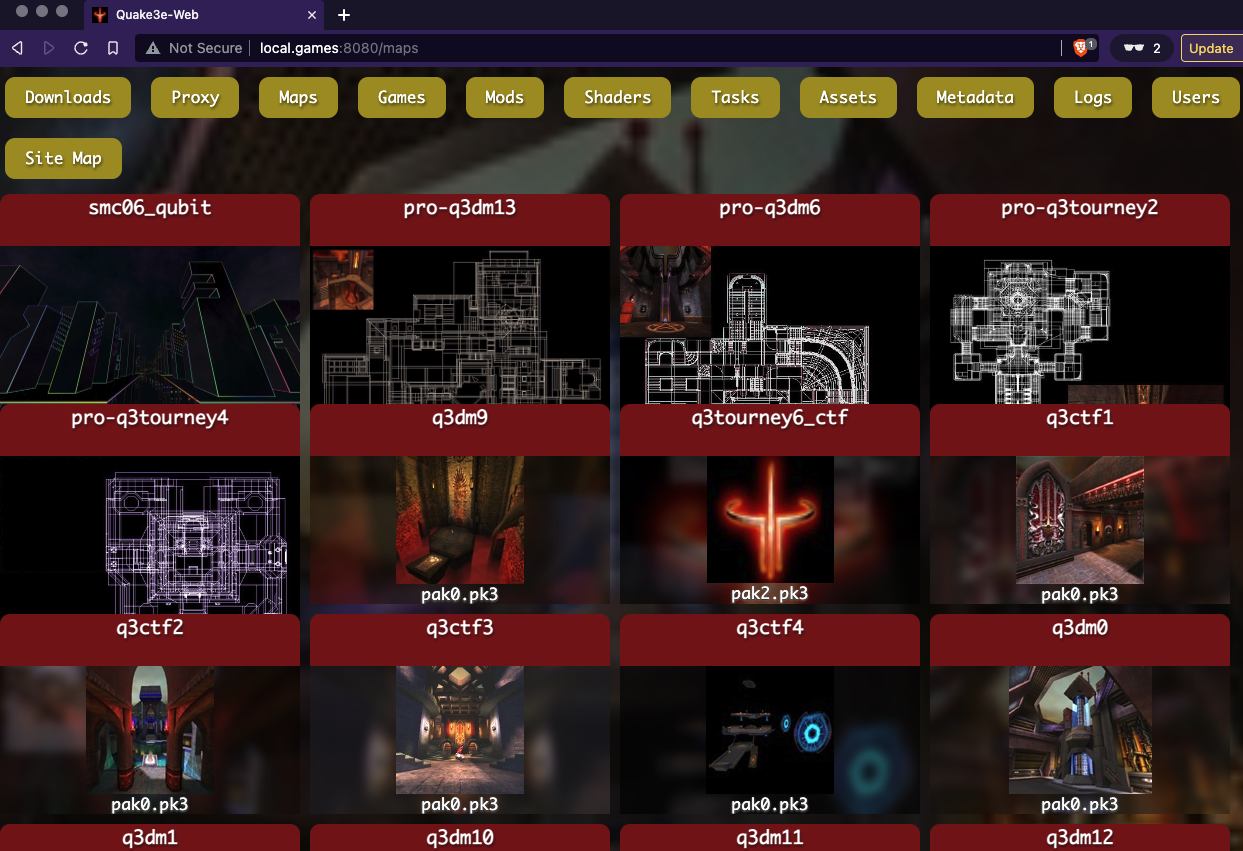 Quake3e-Web
Not Secure local.games:8080/maps 1 2 Update
Downloads Proxy Maps Games Mods Shaders Tasks Assets Metadata Logs Users
Site Map
smc06_qubit pro-q3dm13 pro-q3dm6 pro-q3tourney2
pro-q3tourney4 q3dm9 q3tourney6_ctf q3ctf1
pak0.pk3 pak2.pk3 pak0.pk3
q3ctf2 q3ctf3 q3ctf4 q3dm0
pak0.pk3 pak0.pk3 pak0.pk3 pak0.pk3
q3dm1 q3dm10 q3dm11 q3dm12